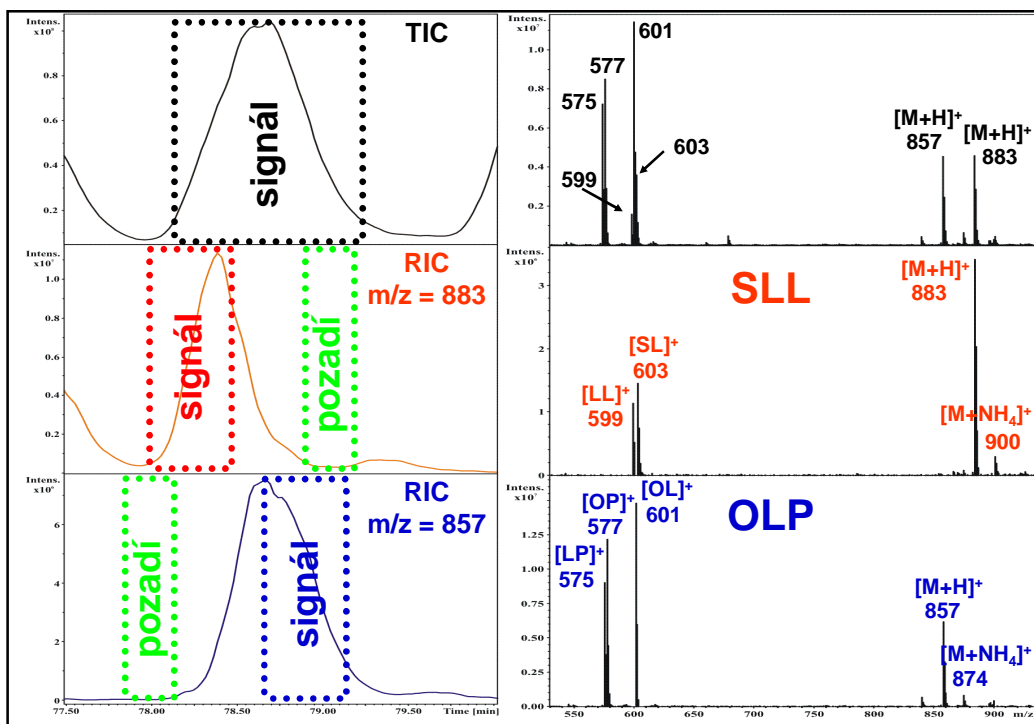 Intens.
x10⁸
0.8
0.6
0.4
0.2
TIC
signál
Intens.
x10⁷
1.0
0.8
0.6
0.4
0.2
RIC
m/z = 883
signál
pozadí
Intens.
x10⁶
6
4
2
0
RIC
m/z = 857
pozadí
signál
77.50
78.00
78.50
79.00
79.50
Time [min]
Intens.
x10⁷
1.0
0.8
0.6
0.4
0.2
0.0
575
577
601
599
603
[M+H]⁺
857
[M+H]⁺
883
3
2
1
0
SLL
[LL]⁺
599
[SL]⁺
603
[M+H]⁺
883
[M+NH₄]⁺
900
Intens.
x10⁷
1.25
1.00
0.75
0.50
0.25
0.00
OLP
[LP]⁺
575
[OP]⁺
577
[OL]⁺
601
[M+H]⁺
857
[M+NH₄]⁺
874
550
600
650
700
750
800
850
900
m/z